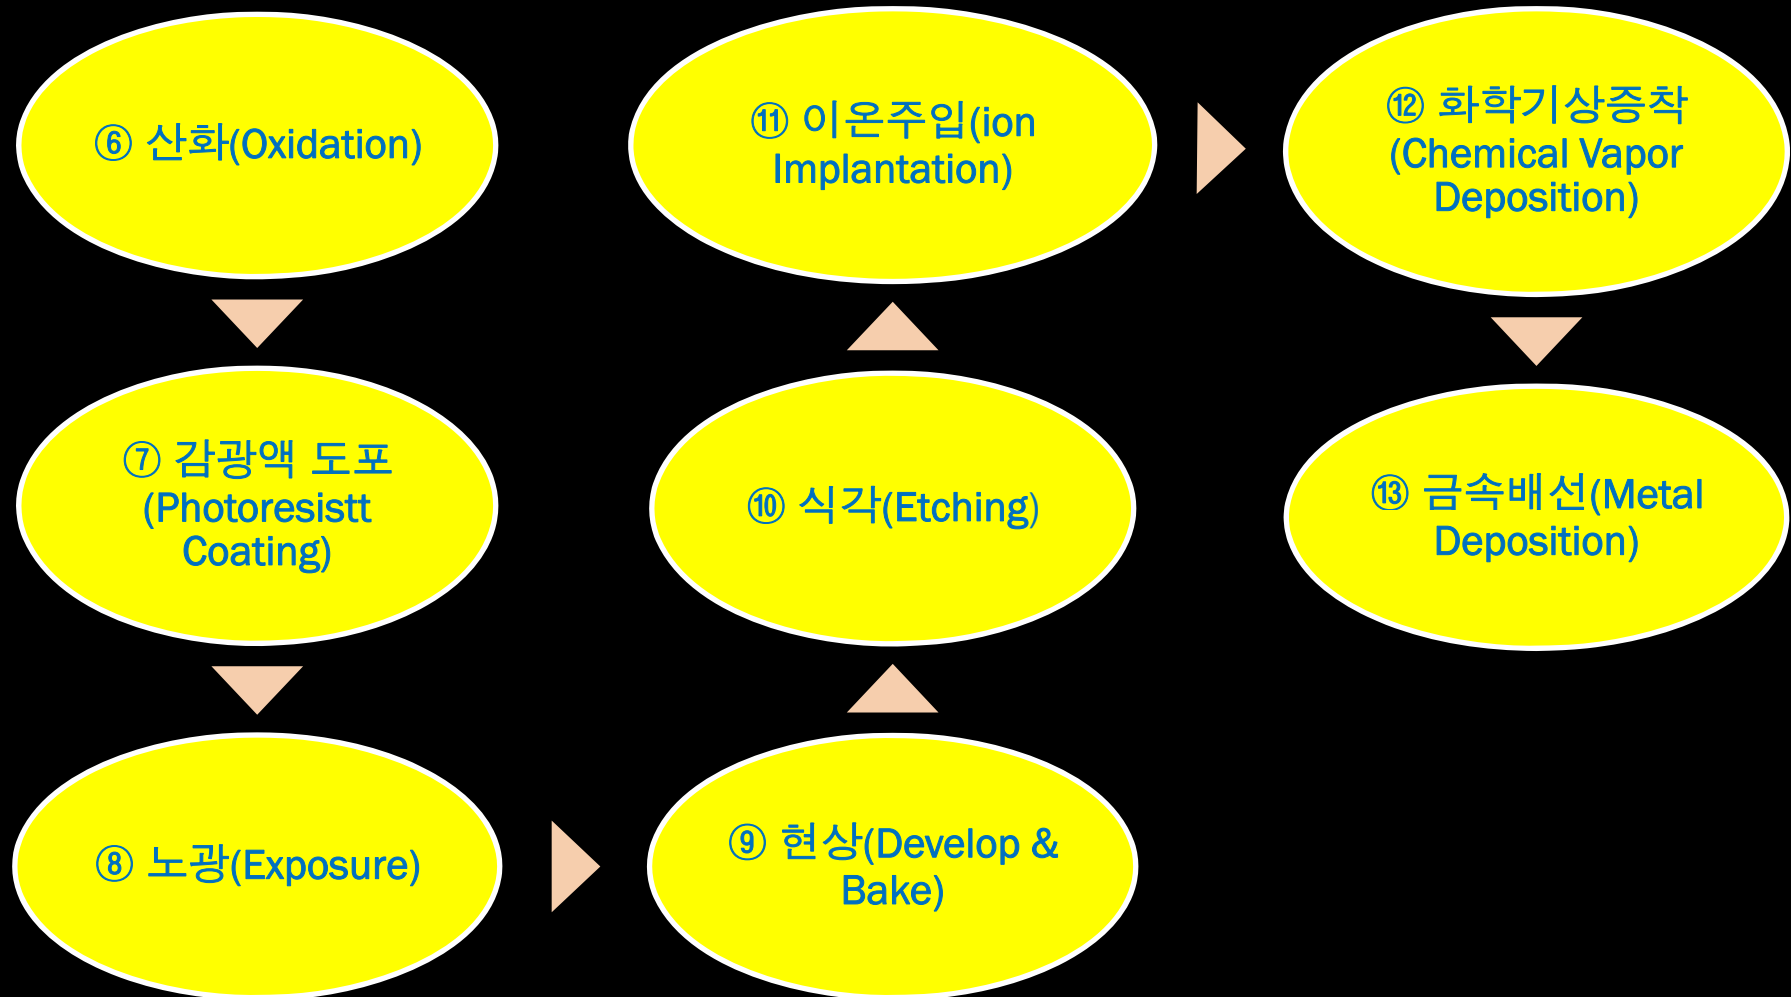 ⑥ 산화(Oxidation)
⑦ 감광액 도포
(Photoresistt
Coating)
⑧ 노광(Exposure)
⑨ 현상(Develop &
Bake)
⑩ 식각(Etching)
⑪ 이온주입(ion
Implantation)
⑫ 화학기상증착
(Chemical Vapor
Deposition)
⑬ 금속배선(Metal
Deposition)